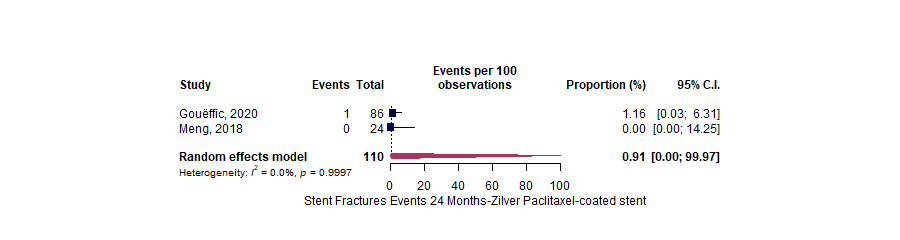 Events per 100
Study Events Total observations Proportion (%) 95% C.I.
Gouëffic, 2020 1 86 1.16 [0.03; 6.31]
Meng, 2018 0 24 0.00 [0.00; 14.25]
Random effects model 110 0.91 [0.00; 99.97]
Heterogeneity: I² = 0.0%, p = 0.9997
0 20 40 60 80 100
Stent Fractures Events 24 Months-Zilver Paclitaxel-coated stent